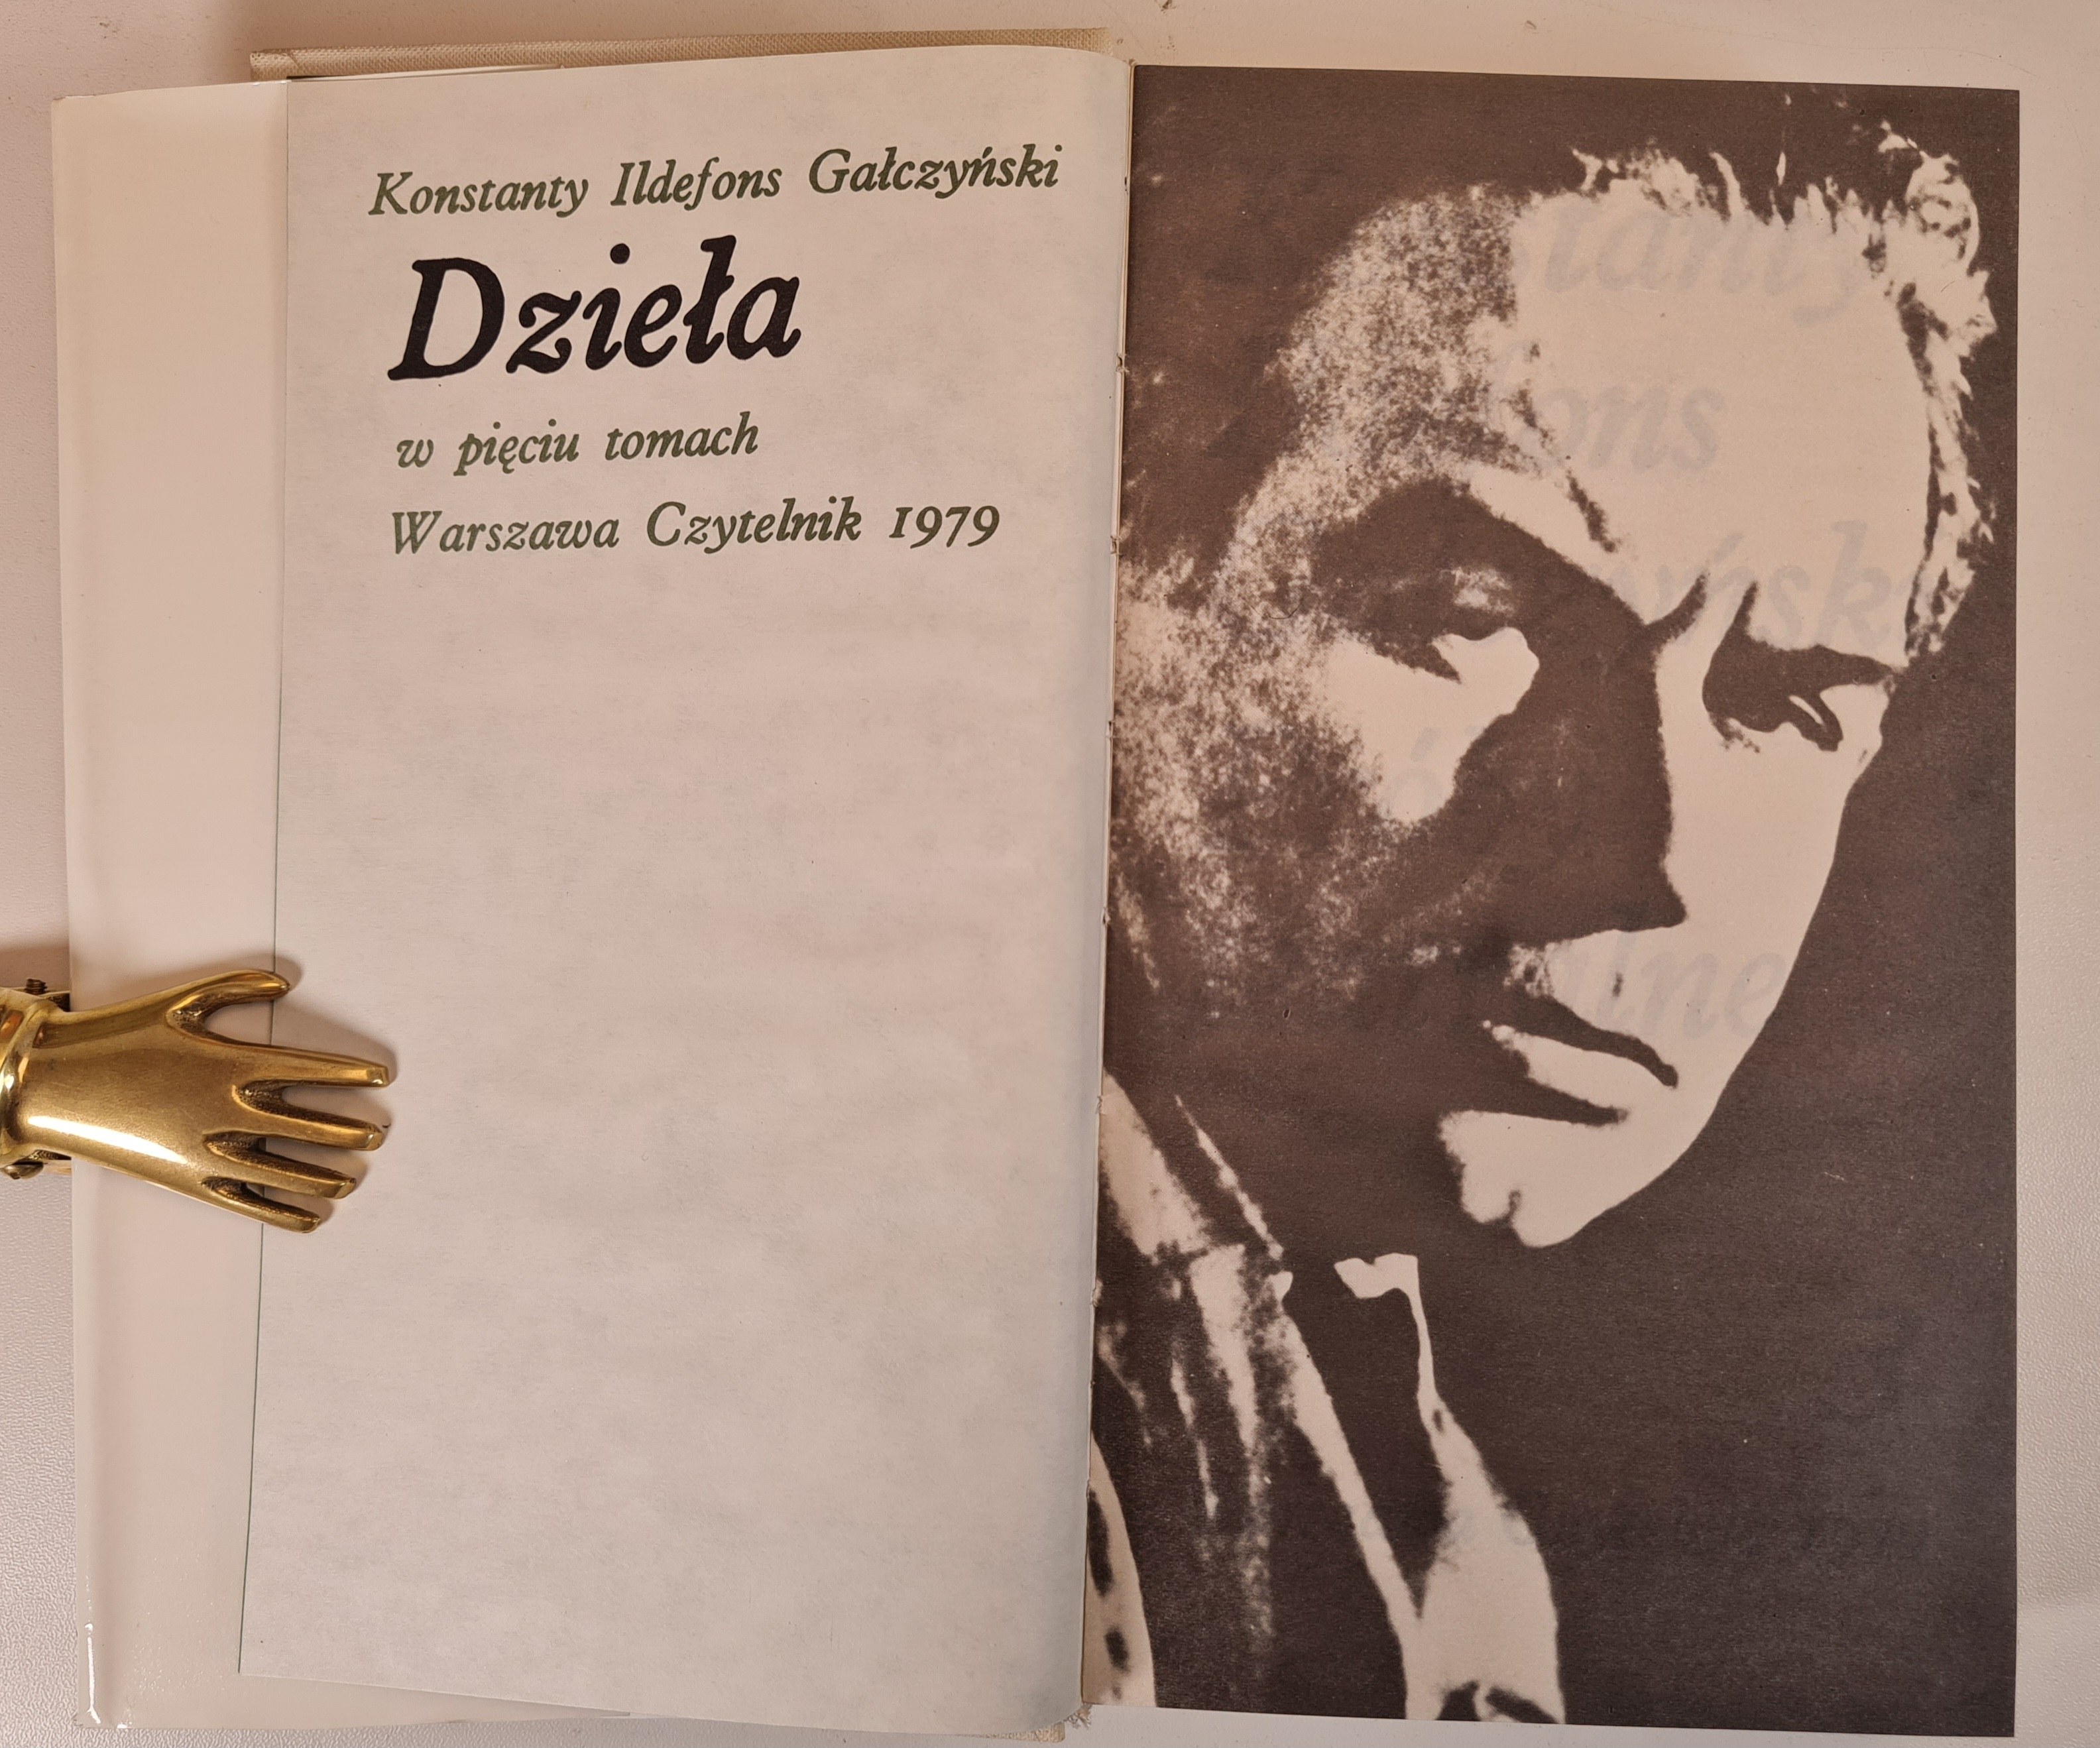 Konstanty Ildefons Gałczyński
Dzieła
w pięciu tomach
Warszawa Czytelnik 1979